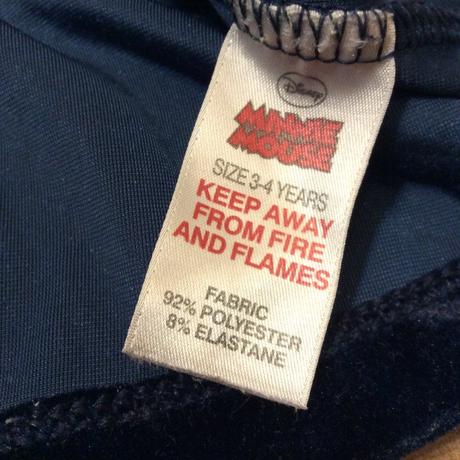 Disney
MINNIE
MOUSE
SIZE 3-4 YEARS
KEEP AWAY
FROM FIRE
AND FLAMES
FABRIC
92% POLYESTER
8% ELASTANE